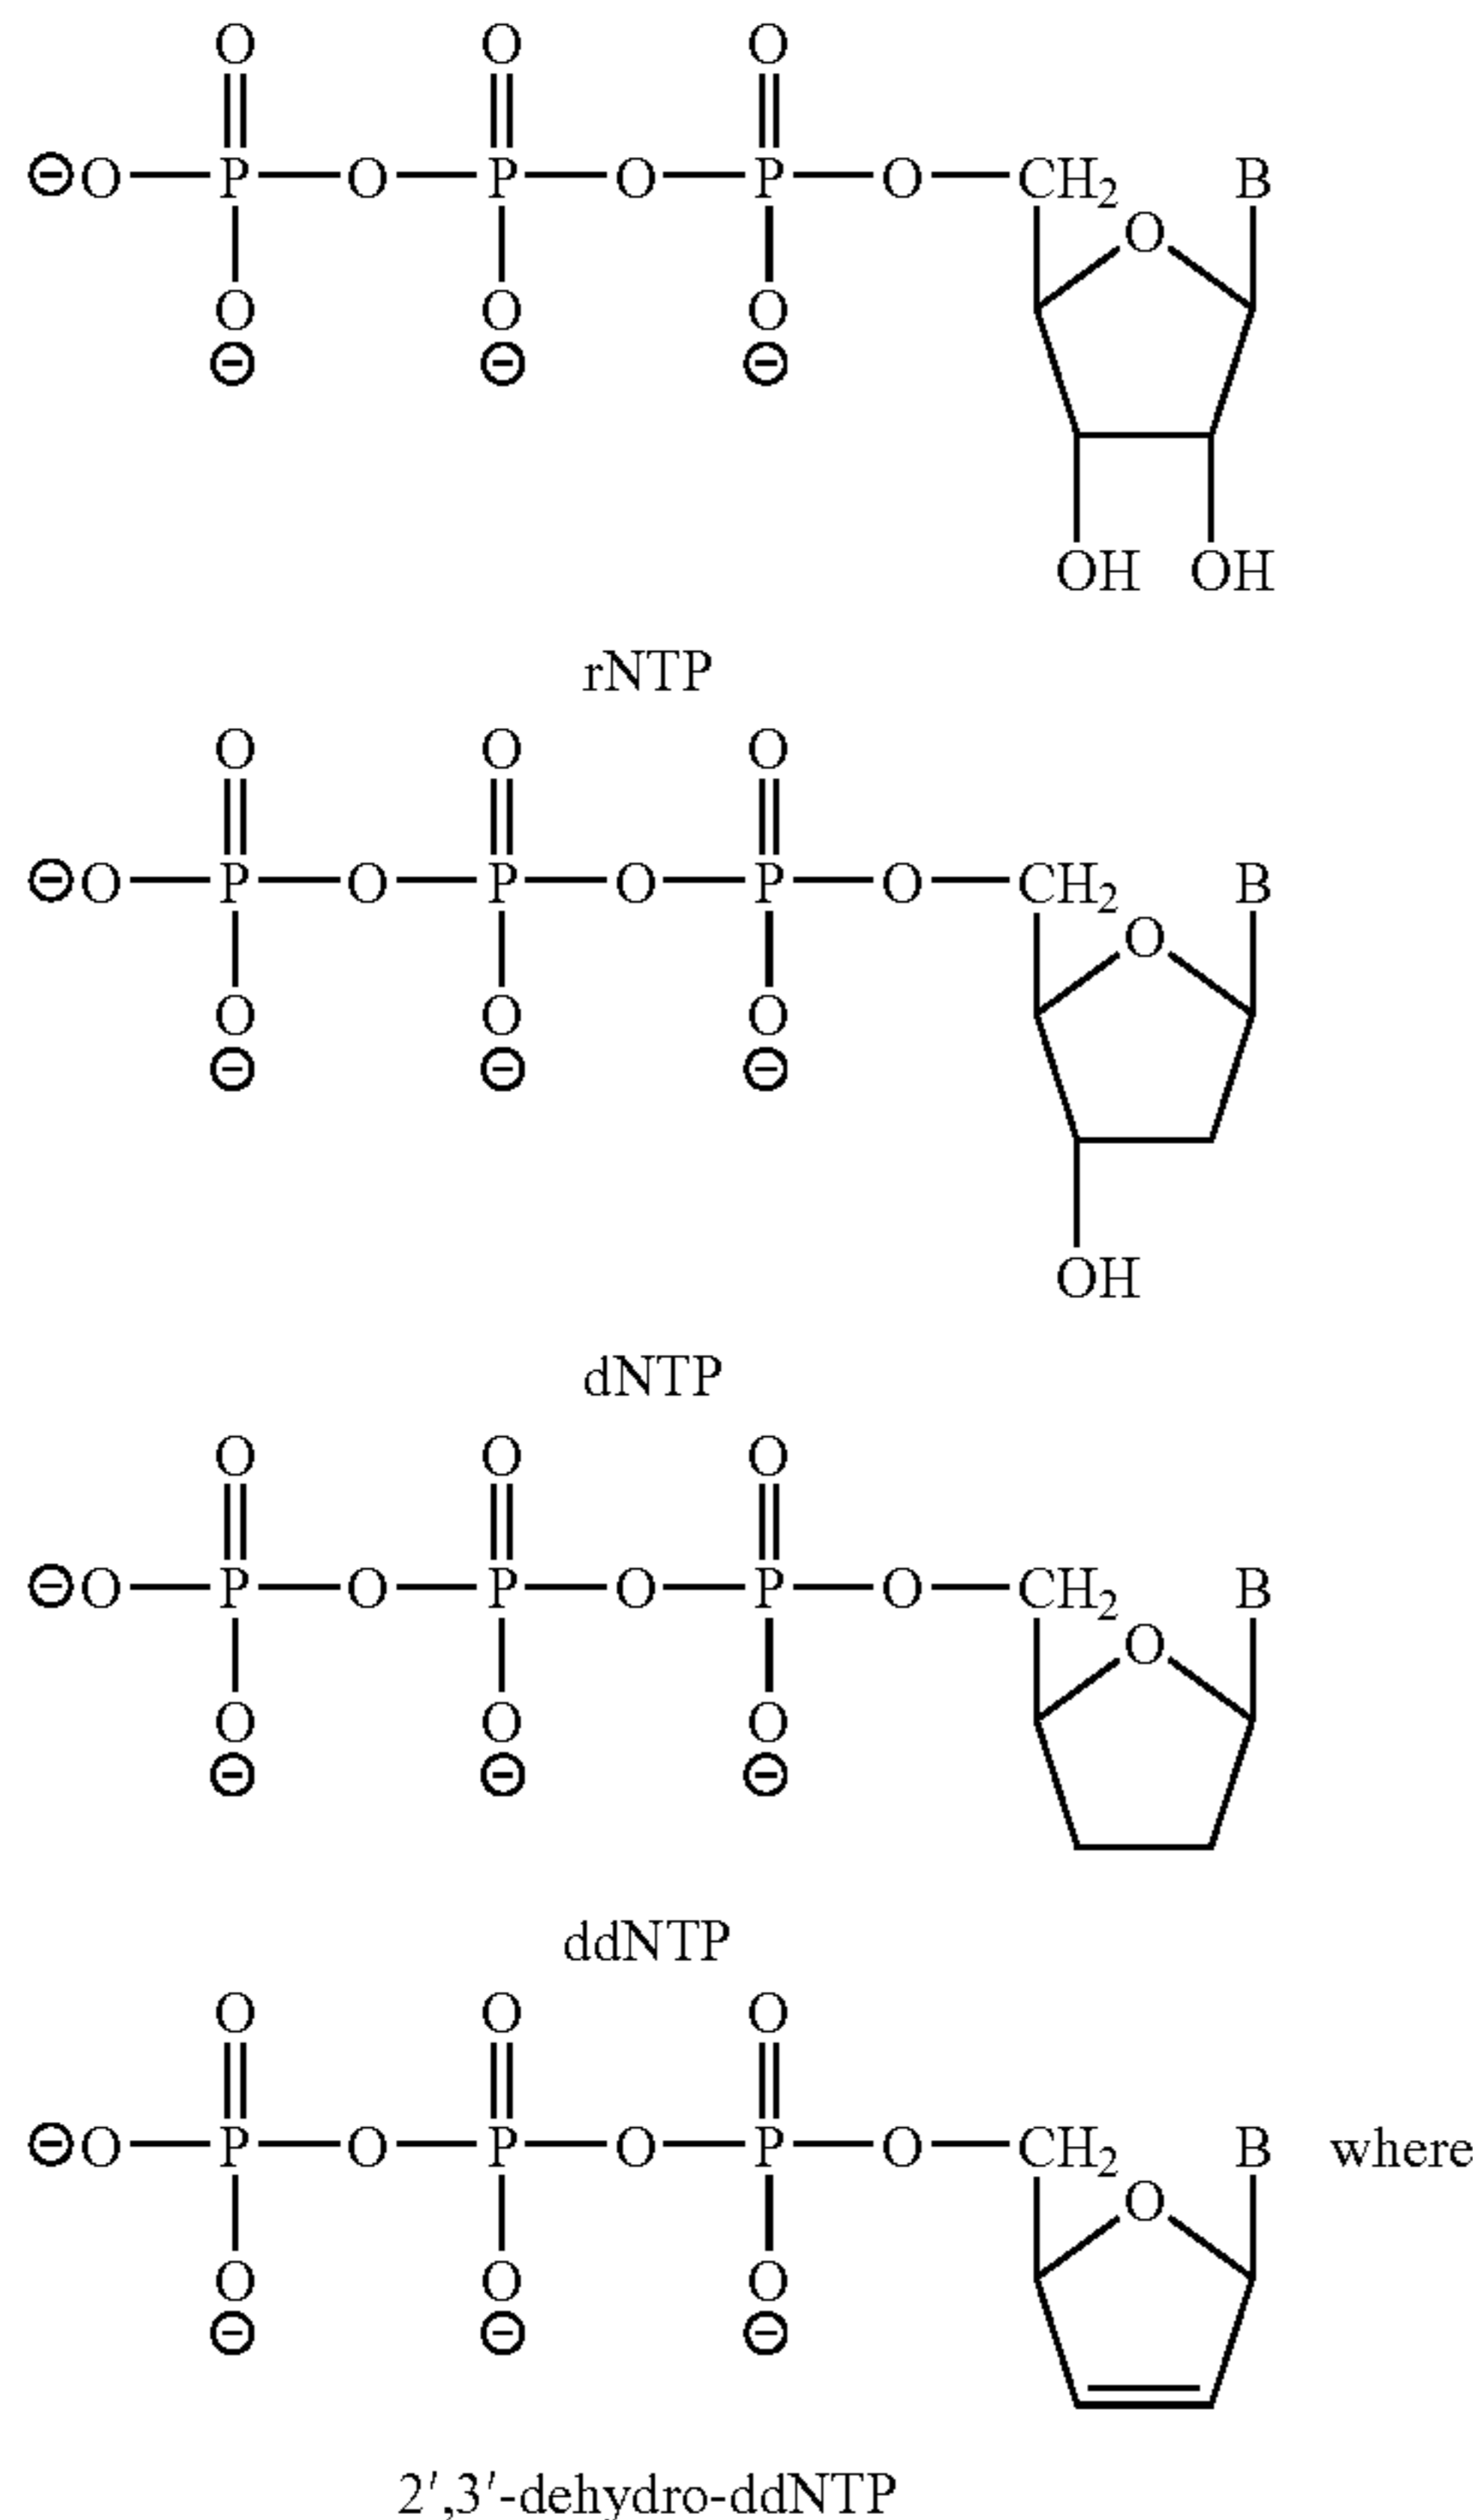 O O O
⊖O P O P O P O CH₂ B
O
O O O
⊖ ⊖ ⊖
OH OH
rNTP
O O O
⊖O P O P O P O CH₂ B
O
O O O
⊖ ⊖ ⊖
OH
dNTP
O O O
⊖O P O P O P O CH₂ B
O
O O O
⊖ ⊖ ⊖
ddNTP
O O O
⊖O P O P O P O CH₂ B where
O
O O O
⊖ ⊖ ⊖
2′,3′-dehydro-ddNTP